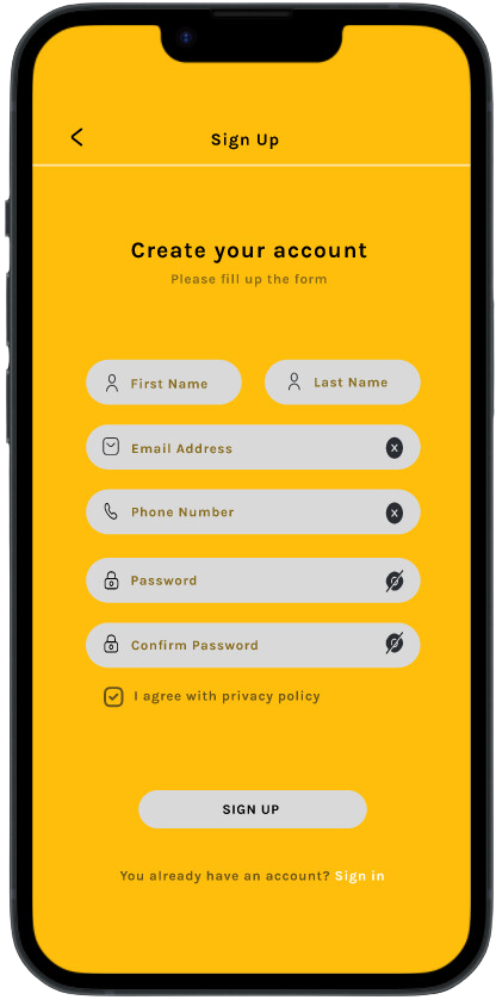 Sign Up
Create your account
Please fill up the form
First Name Last Name
Email Address x
Phone Number x
Password
Confirm Password
I agree with privacy policy
SIGN UP
You already have an account? Sign in